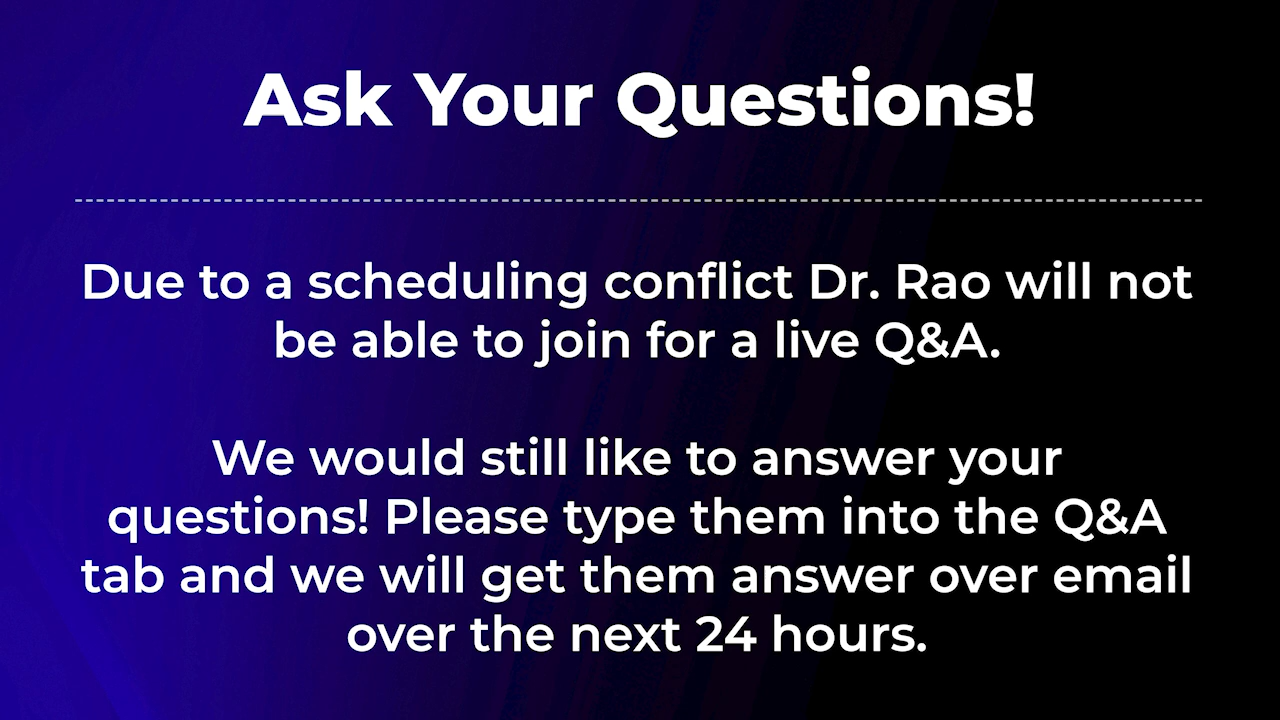 Ask Your Questions!
Due to a scheduling conflict Dr. Rao will not
be able to join for a live Q&A.
We would still like to answer your
questions! Please type them into the Q&A
tab and we will get them answer over email
over the next 24 hours.